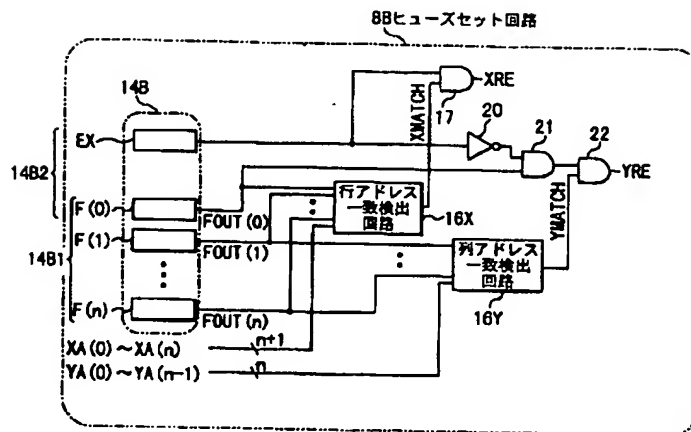 8Bヒューズセット回路
14B
XMATCH
XRE
17
20
21
22
EX
14B2
YRE
F(0)
FOUT(0)
行アドレス
一致検出
回路
YMATCH
F(1)
FOUT(1)
16X
14B1
列アドレス
一致検出
回路
F(n)
FOUT(n)
16Y
XA(0)~XA(n)
n+1
YA(0)~YA(n-1)
n